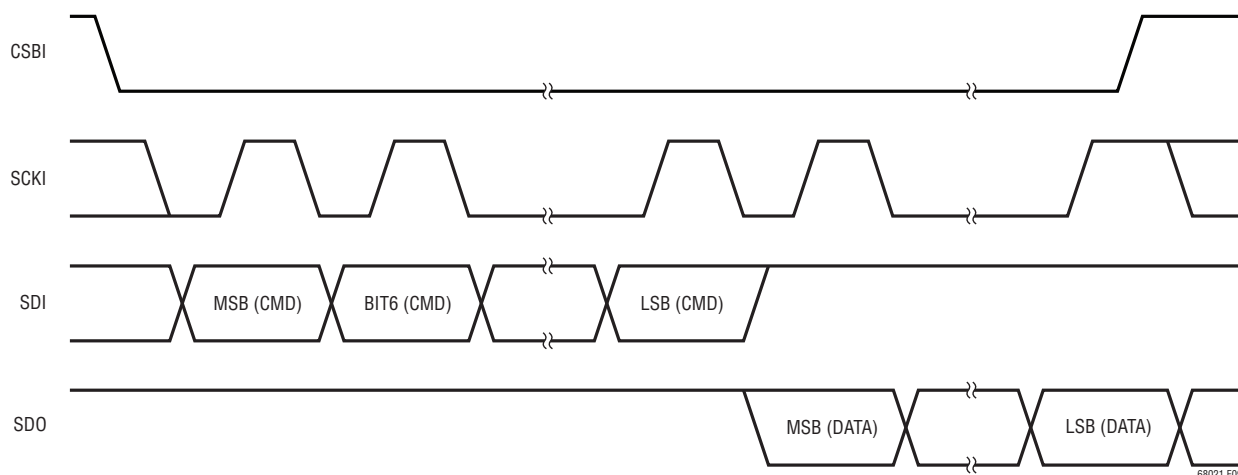 CSBI
SCKI
SDI
MSB (CMD)
BIT6 (CMD)
LSB (CMD)
SDO
MSB (DATA)
LSB (DATA)